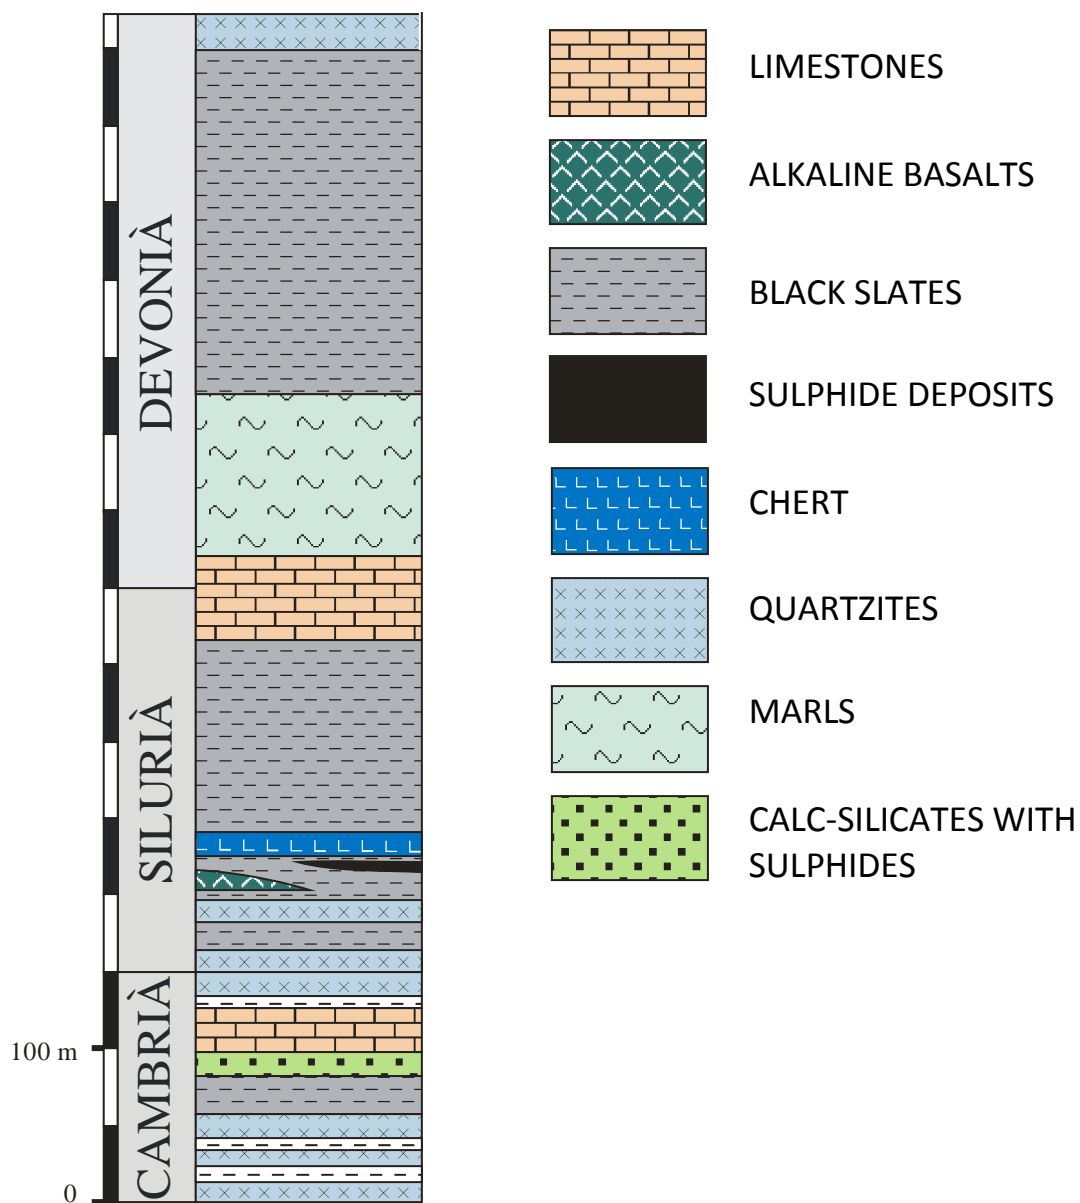 DEVONIÀ
SILURIÀ
CAMBRIÀ
100 m
0
LIMESTONES
ALKALINE BASALTS
BLACK SLATES
SULPHIDE DEPOSITS
CHERT
QUARTZITES
MARLS
CALC-SILICATES WITH
SULPHIDES